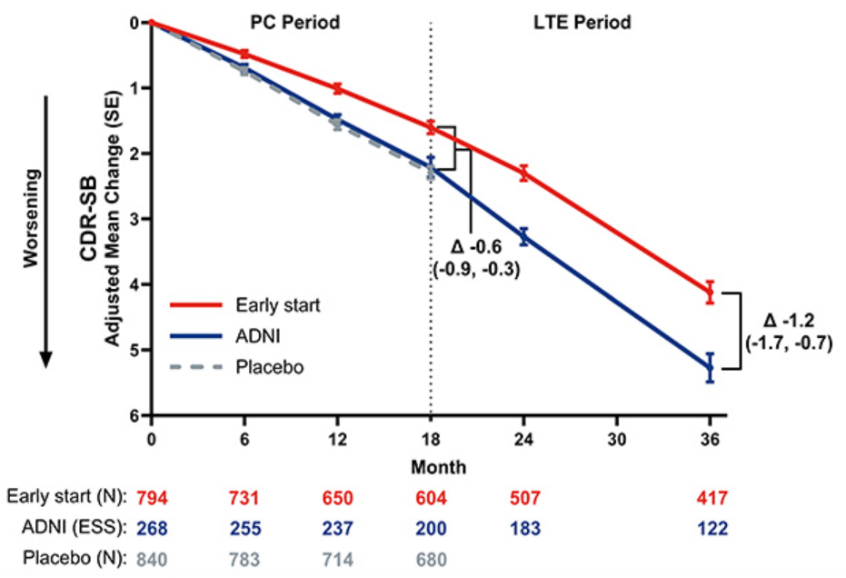 PC Period
LTE Period
Worsening
CDR-SB
Adjusted Mean Change (SE)
0
1
2
3
4
5
6
Δ -0.6
(-0.9, -0.3)
Δ -1.2
(-1.7, -0.7)
Early start
ADNI
Placebo
0 6 12 18 24 30 36
Month
Early start (N): 794 731 650 604 507 417
ADNI (ESS): 268 255 237 200 183 122
Placebo (N): 840 783 714 680